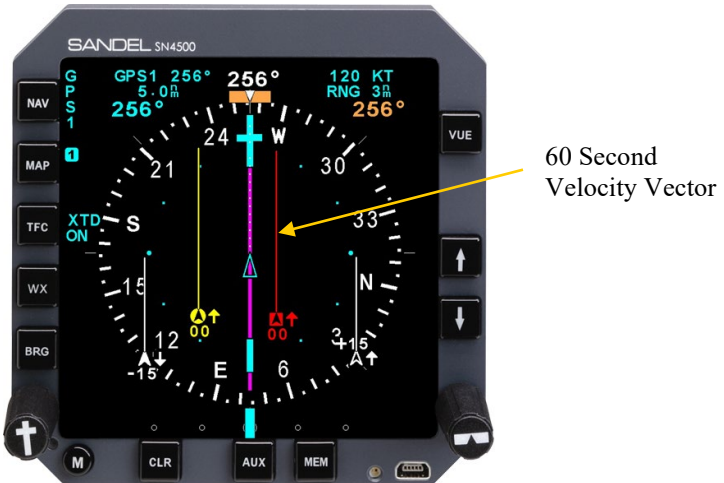 SANDEL SN4500
NAV
MAP
TFC
WX
BRG
VUE
G
P
S
1
1
GPS1 256°
5.0nm
256°
256°
120 KT
RNG 3nm
256°
24
W
21
30
S
33
XTD
ON
15
N
12
3
E
6
00
00
-15
+15
M
CLR
AUX
MEM
60 Second
Velocity Vector